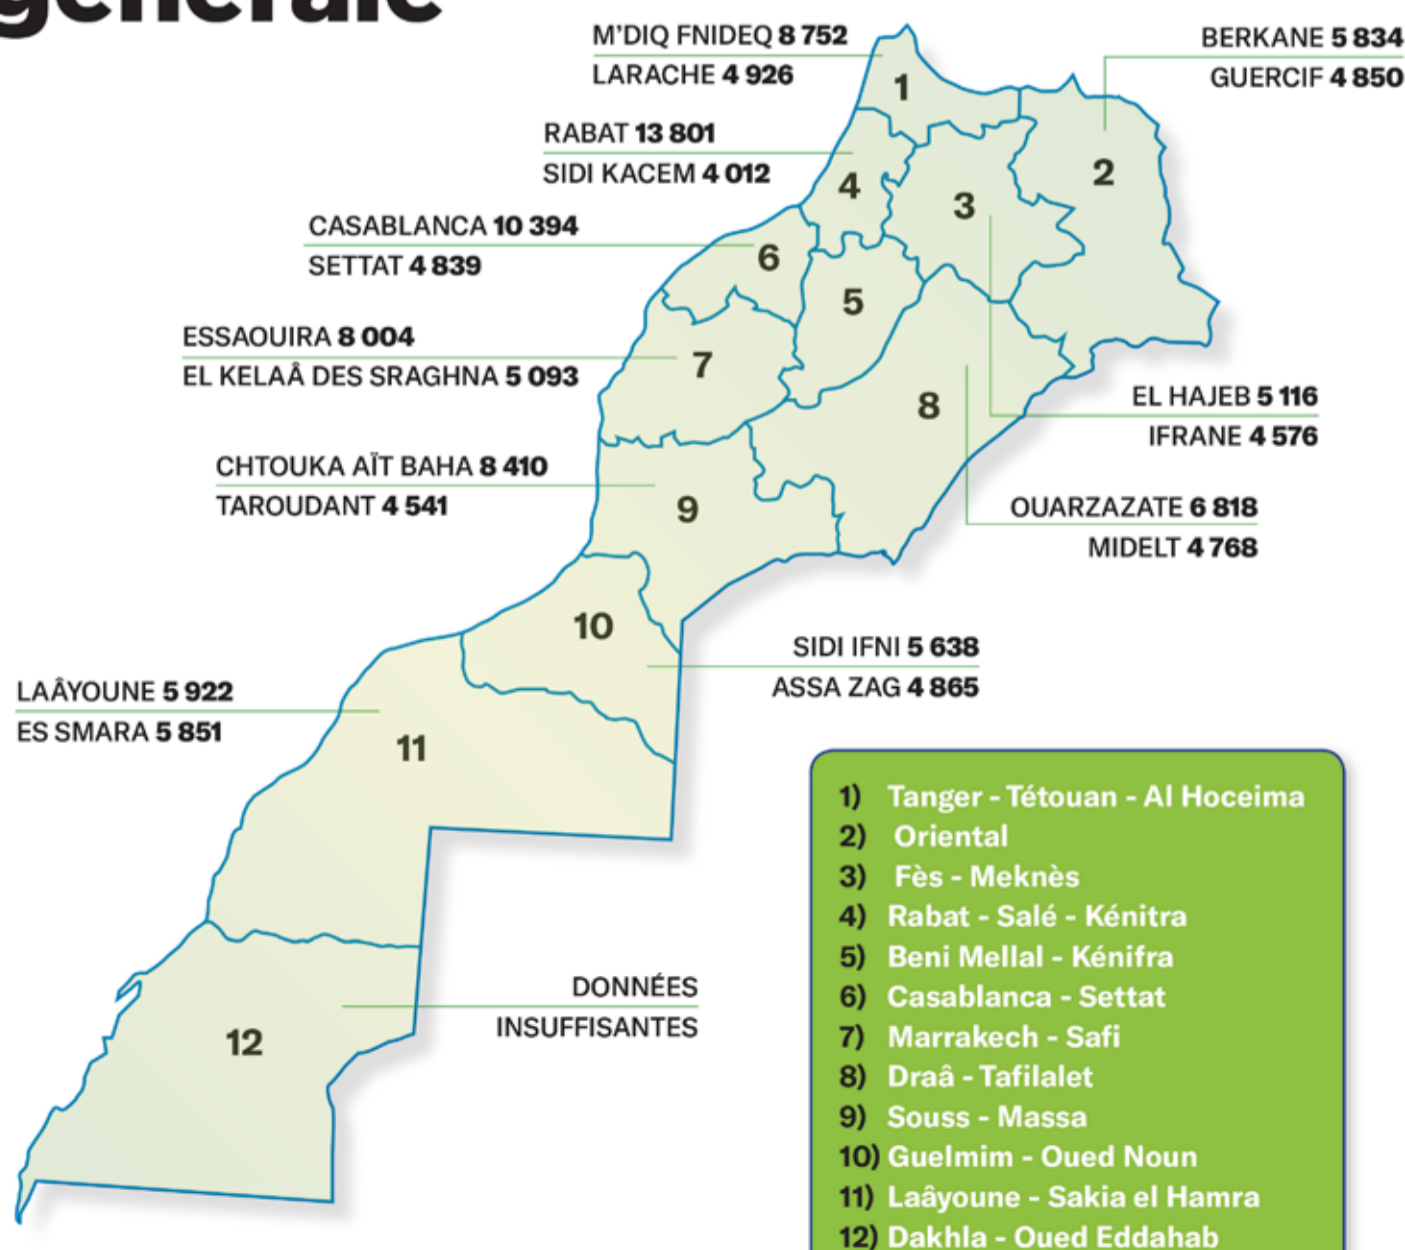 générale
M'DIQ FNIDEQ 8 752
LARACHE 4 926
BERKANE 5 834
GUERCIF 4 850
RABAT 13 801
SIDI KACEM 4 012
CASABLANCA 10 394
SETTAT 4 839
ESSAOUIRA 8 004
EL KELAÂ DES SRAGHNA 5 093
EL HAJEB 5 116
IFRANE 4 576
CHTOUKA AÏT BAHA 8 410
TAROUDANT 4 541
OUARZAZATE 6 818
MIDELT 4 768
SIDI IFNI 5 638
ASSA ZAG 4 865
LAÂYOUNE 5 922
ES SMARA 5 851
DONNÉES
INSUFFISANTES
1
2
3
4
5
6
7
8
9
10
11
12
1) Tanger - Tétouan - Al Hoceima
2) Oriental
3) Fès - Meknès
4) Rabat - Salé - Kénitra
5) Beni Mellal - Kénifra
6) Casablanca - Settat
7) Marrakech - Safi
8) Draâ - Tafilalet
9) Souss - Massa
10) Guelmim - Oued Noun
11) Laâyoune - Sakia el Hamra
12) Dakhla - Oued Eddahab